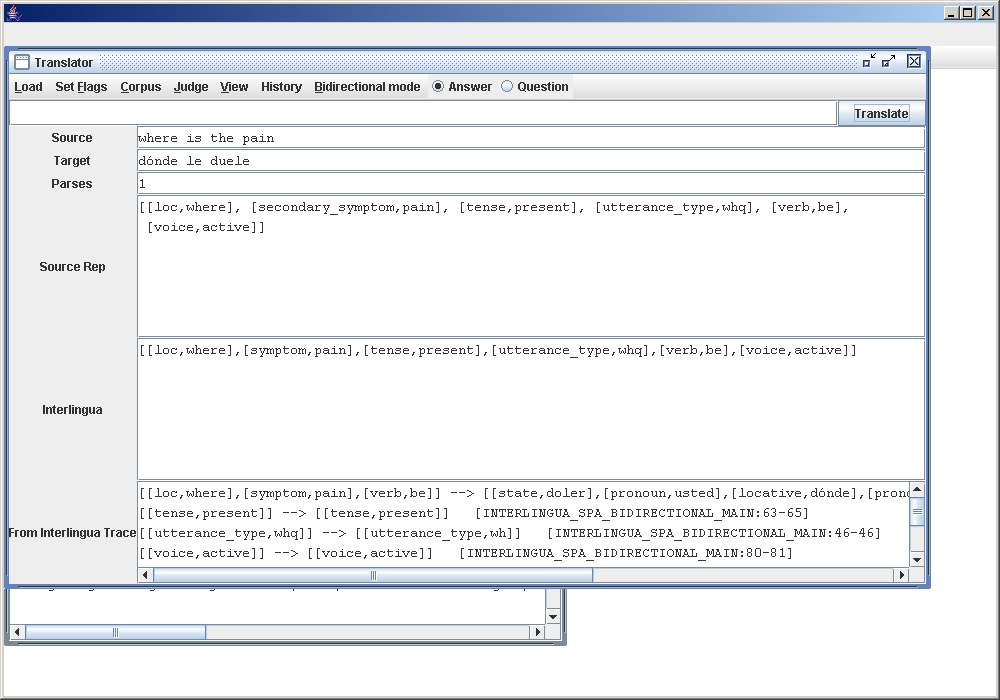 Translator
Load Set Flags Corpus Judge View History Bidirectional mode Answer Question
Translate
Source where is the pain
Target dónde le duele
Parses 1
[[loc,where], [secondary_symptom,pain], [tense,present], [utterance_type,whq], [verb,be],
[voice,active]]
Source Rep
[[loc,where],[symptom,pain],[tense,present],[utterance_type,whq],[verb,be],[voice,active]]
Interlingua
[[loc,where],[symptom,pain],[verb,be]] --> [[state,doler],[pronoun,usted],[locative,dónde],[pron
[[tense,present]] --> [[tense,present]] [INTERLINGUA_SPA_BIDIRECTIONAL_MAIN:63-65]
From Interlingua Trace [[utterance_type,whq]] --> [[utterance_type,wh]] [INTERLINGUA_SPA_BIDIRECTIONAL_MAIN:46-46]
[[voice,active]] --> [[voice,active]] [INTERLINGUA_SPA_BIDIRECTIONAL_MAIN:80-81]